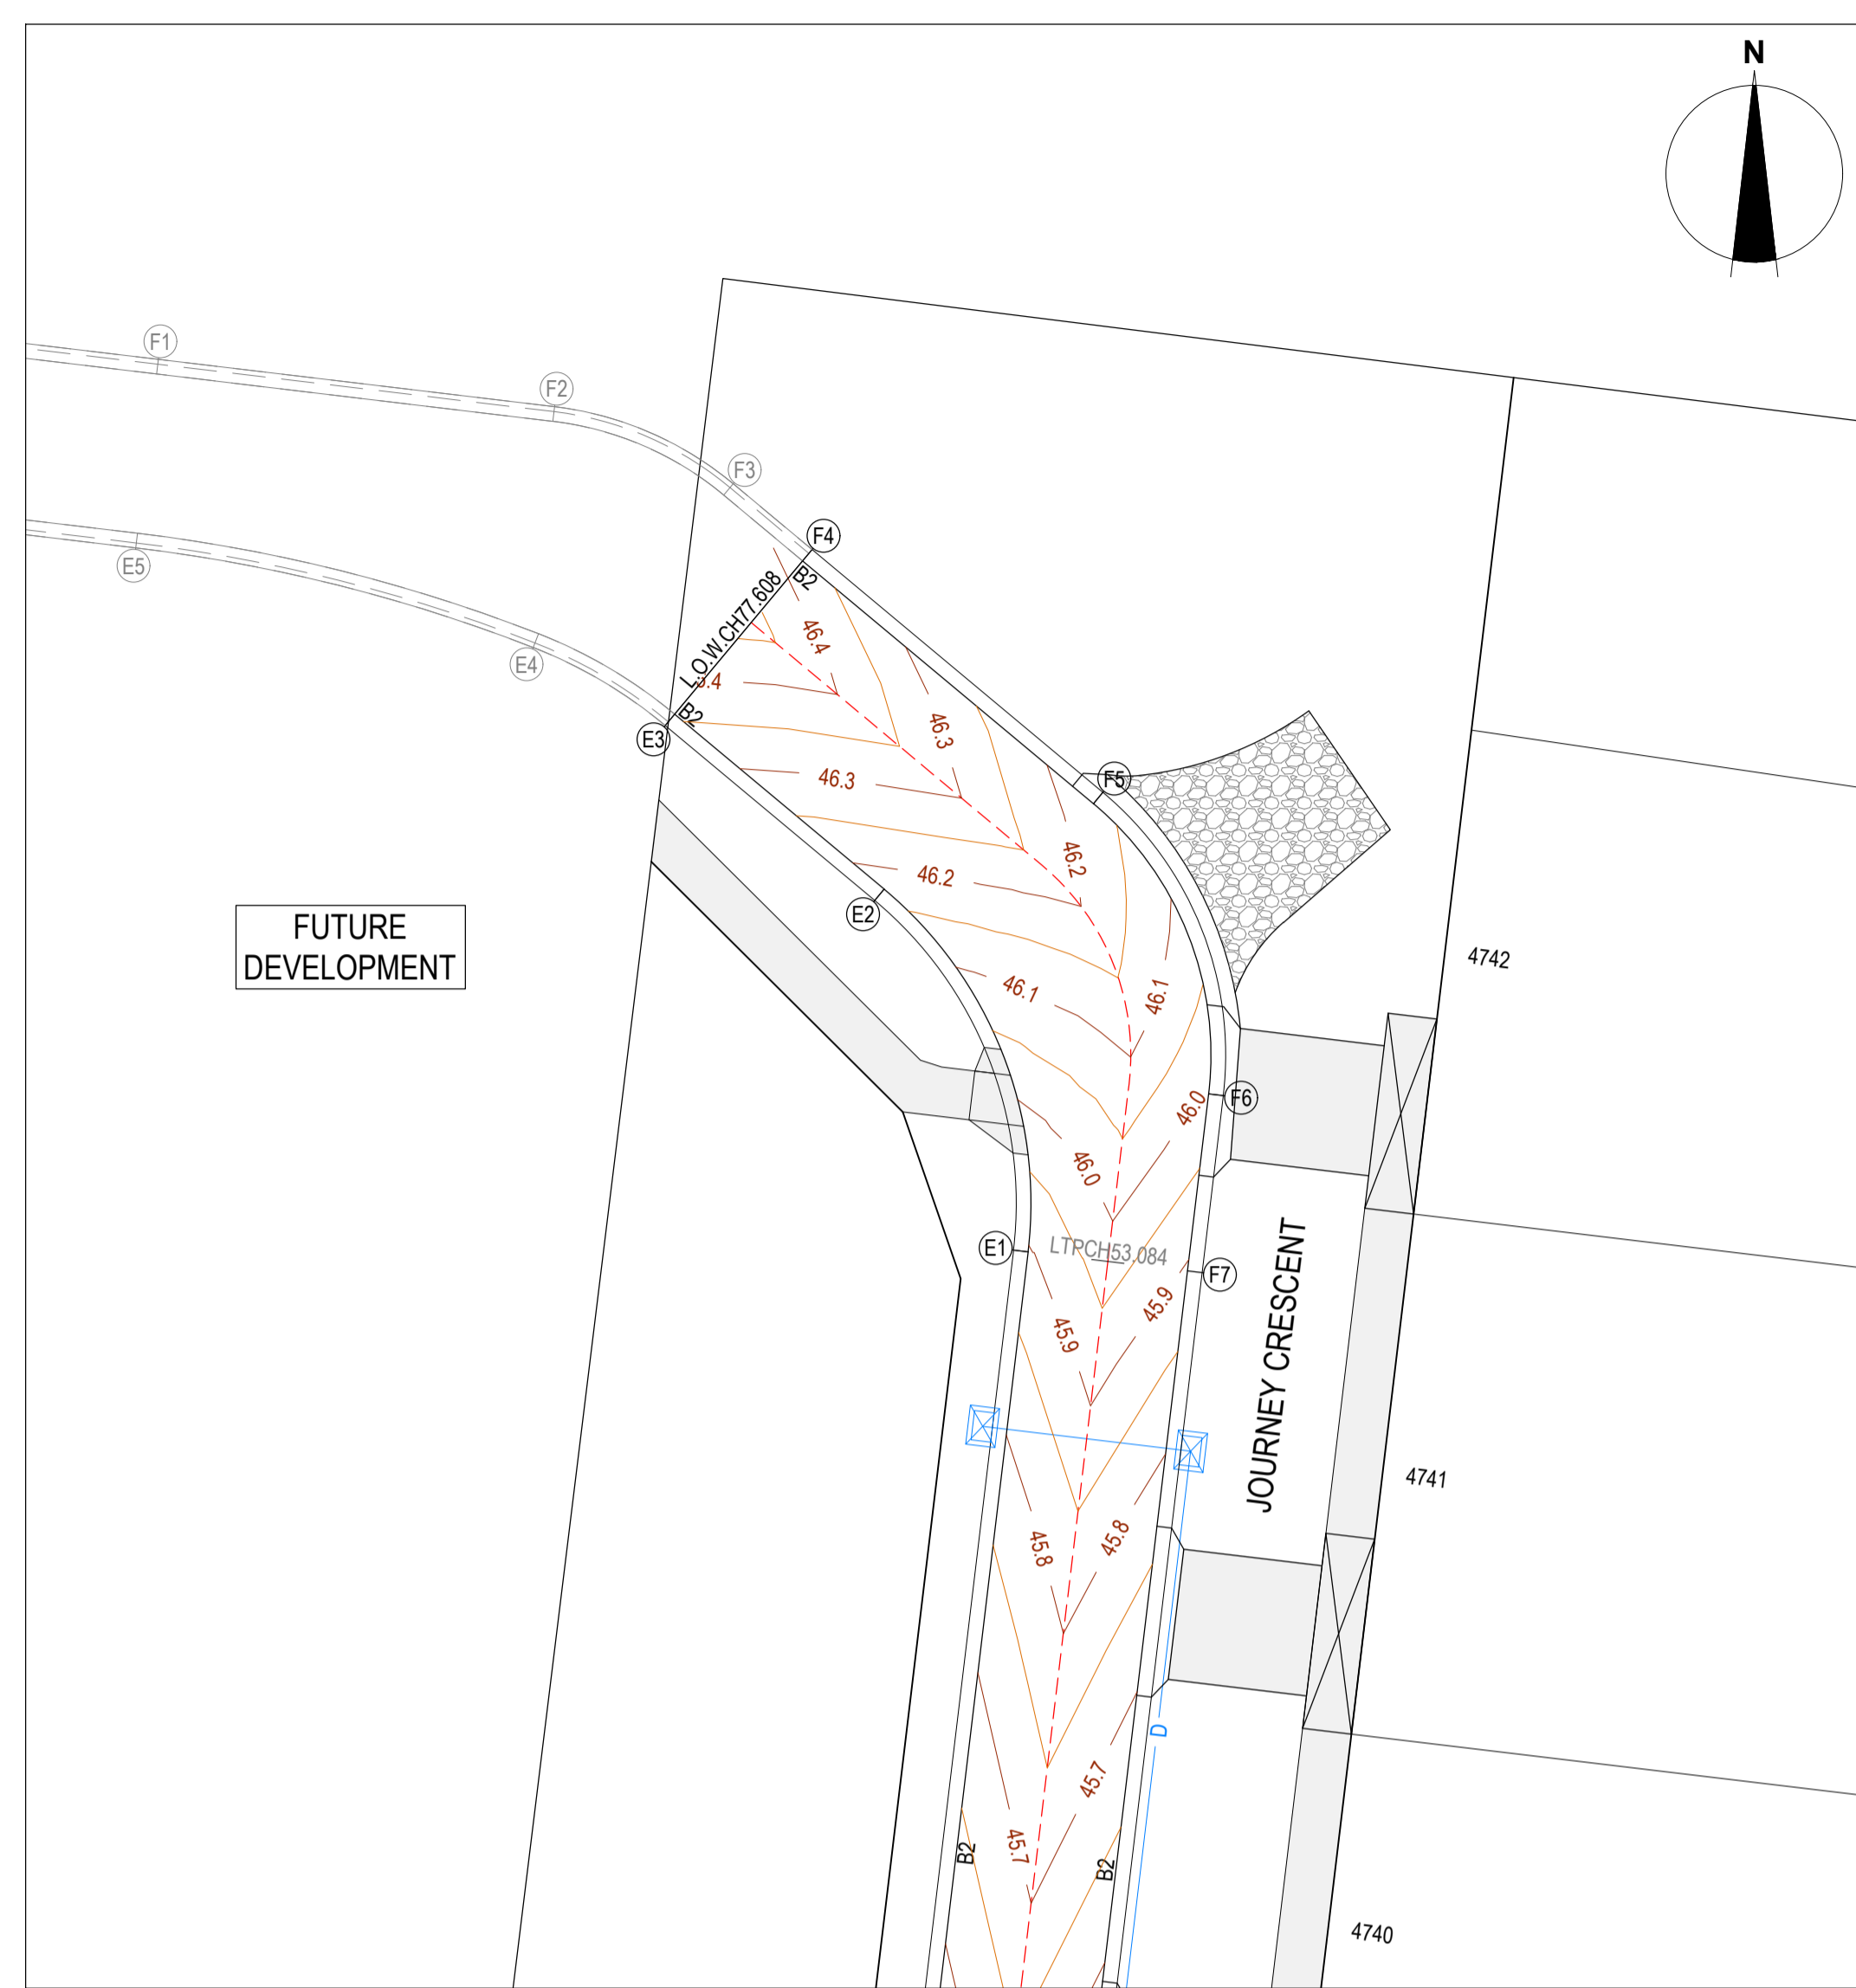 N
F1
F2
F3
F4
B2
L.O.W.CH77.608
46.4
E5
E4
B2
E3
46.3
46.3
F5
46.2
46.2
E2
FUTURE
DEVELOPMENT
4742
46.1
46.1
46.0
F6
46.0
E1
LTPCH53.084
F7
45.9
45.9
JOURNEY CRESCENT
4741
45.8
45.8
D
45.7
45.7
B2
B2
4740